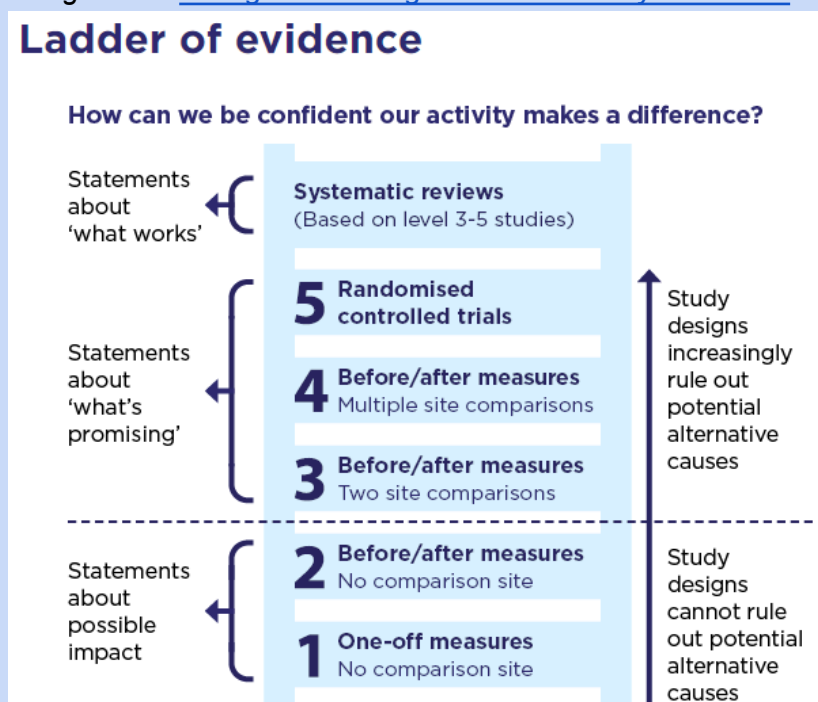 Ladder of evidence
How can we be confident our activity makes a difference?
Statements
about
‘what works’
Systematic reviews
(Based on level 3-5 studies)
Statements
about
‘what’s
promising’
5 Randomised
controlled trials
4 Before/after measures
Multiple site comparisons
3 Before/after measures
Two site comparisons
Study
designs
increasingly
rule out
potential
alternative
causes
Statements
about
possible
impact
2 Before/after measures
No comparison site
1 One-off measures
No comparison site
Study
designs
cannot rule
out potential
alternative
causes